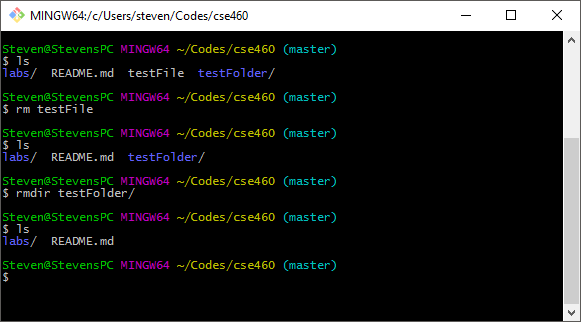 MINGW64:/c/Users/steven/Codes/cse460
Steven@StevensPC MINGW64 ~/Codes/cse460 (master)
$ ls
labs/  README.md  testFile  testFolder/
Steven@StevensPC MINGW64 ~/Codes/cse460 (master)
$ rm testFile
Steven@StevensPC MINGW64 ~/Codes/cse460 (master)
$ ls
labs/  README.md  testFolder/
Steven@StevensPC MINGW64 ~/Codes/cse460 (master)
$ rmdir testFolder/
Steven@StevensPC MINGW64 ~/Codes/cse460 (master)
$ ls
labs/  README.md
Steven@StevensPC MINGW64 ~/Codes/cse460 (master)
$